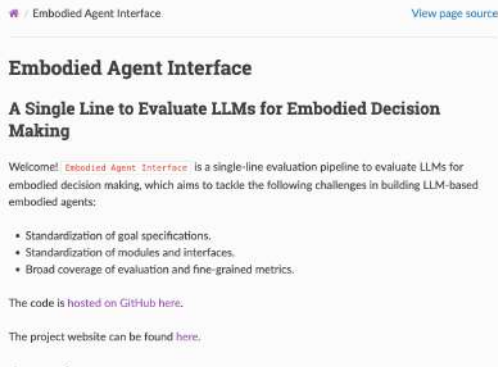 / Embodied Agent Interface
View page source
Embodied Agent Interface
A Single Line to Evaluate LLMs for Embodied Decision
Making
Welcome! Embodied Agent Interface is a single-line evaluation pipeline to evaluate LLMs for
embodied decision making, which aims to tackle the following challenges in building LLM-based
embodied agents:
• Standardization of goal specifications.
• Standardization of modules and interfaces.
• Broad coverage of evaluation and fine-grained metrics.
The code is hosted on GitHub here.
The project website can be found here.